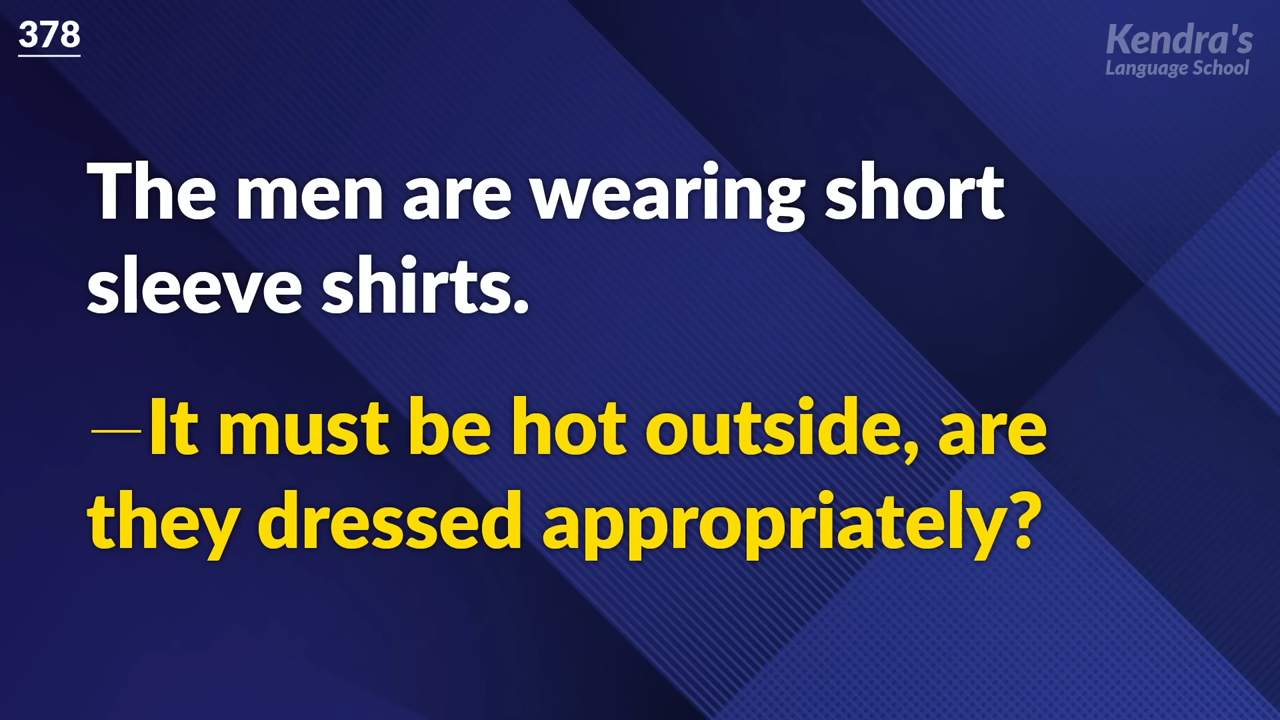 378
Kendra's
Language School
The men are wearing short
sleeve shirts.
—It must be hot outside, are
they dressed appropriately?